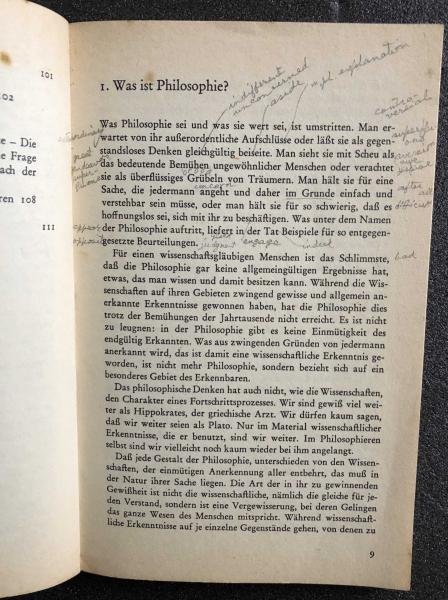 101
102
te – Die
e Frage
ach der
ren 108
111
1. Was ist Philosophie?
indifferent
unconcerned
aside
explanation
Was Philosophie sei und was sie wert sei, ist umstritten. Man er-
wartet von ihr außerordentliche Aufschlüsse oder läßt sie als gegen-
standsloses Denken gleichgültig beiseite. Man sieht sie mit Scheu als
das bedeutende Bemühen ungewöhnlicher Menschen oder verachtet
sie als überflüssiges Grübeln von Träumern. Man hält sie für eine
Sache, die jedermann angeht und daher im Grunde einfach und
verstehbar sein müsse, oder man hält sie für so schwierig, daß es
hoffnungslos sei, sich mit ihr zu beschäftigen. Was unter dem Namen
der Philosophie auftritt, liefert in der Tat Beispiele für so entgegen-
gesetzte Beurteilungen.
judgment engage indeed
Für einen wissenschaftsgläubigen Menschen ist das Schlimmste,
bad
daß die Philosophie gar keine allgemeingültigen Ergebnisse hat,
etwas, das man wissen und damit besitzen kann. Während die Wis-
senschaften auf ihren Gebieten zwingend gewisse und allgemein an-
erkannte Erkenntnisse gewonnen haben, hat die Philosophie dies
trotz der Bemühungen der Jahrtausende nicht erreicht. Es ist nicht
zu leugnen: in der Philosophie gibt es keine Einmütigkeit des
endgültig Erkannten. Was aus zwingenden Gründen von jedermann
anerkannt wird, das ist damit eine wissenschaftliche Erkenntnis ge-
worden, ist nicht mehr Philosophie, sondern bezieht sich auf ein
besonderes Gebiet des Erkennbaren.
Das philosophische Denken hat auch nicht, wie die Wissenschaften,
den Charakter eines Fortschrittsprozesses. Wir sind gewiß viel wei-
ter als Hippokrates, der griechische Arzt. Wir dürfen kaum sagen,
daß wir weiter seien als Plato. Nur im Material wissenschaftlicher
Erkenntnisse, die er benutzt, sind wir weiter. Im Philosophieren
selbst sind wir vielleicht noch kaum wieder bei ihm angelangt.
Daß jede Gestalt der Philosophie, unterschieden von den Wissen-
schaften, der einmütigen Anerkennung aller entbehrt, das muß in
der Natur ihrer Sache liegen. Die Art der in ihr zu gewinnenden
Gewißheit ist nicht die wissenschaftliche, nämlich die gleiche für je-
den Verstand, sondern ist eine Vergewisserung, bei deren Gelingen
das ganze Wesen des Menschen mitspricht. Während wissenschaft-
liche Erkenntnisse auf je einzelne Gegenstände gehen, von denen zu
9